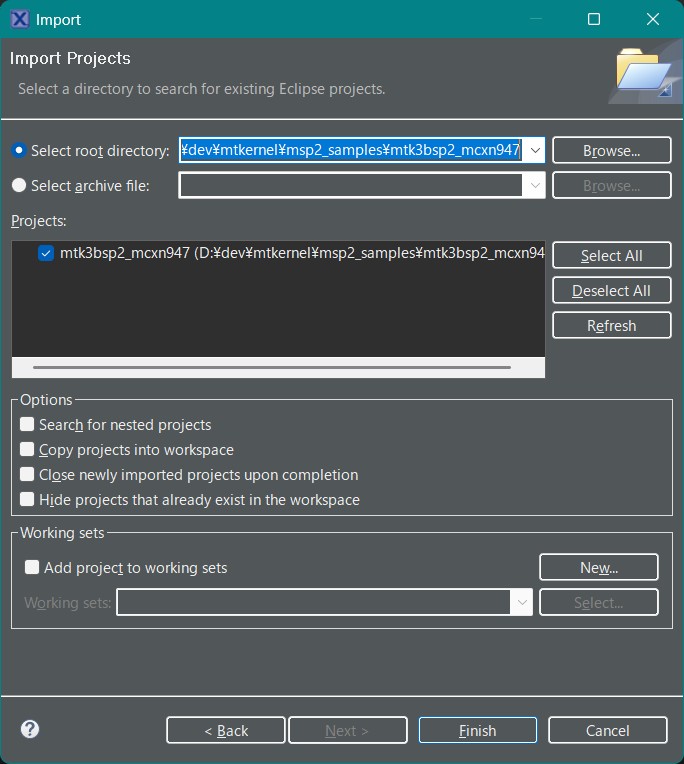 Import
Import Projects
Select a directory to search for existing Eclipse projects.
Select root directory:
¥dev¥mtkernel¥msp2_samples¥mtk3bsp2_mcxn947
Browse...
Select archive file:
Browse...
Projects:
mtk3bsp2_mcxn947 (D:¥dev¥mtkernel¥msp2_samples¥mtk3bsp2_mcxn94
Select All
Deselect All
Refresh
Options
Search for nested projects
Copy projects into workspace
Close newly imported projects upon completion
Hide projects that already exist in the workspace
Working sets
Add project to working sets
New...
Working sets:
Select...
< Back
Next >
Finish
Cancel